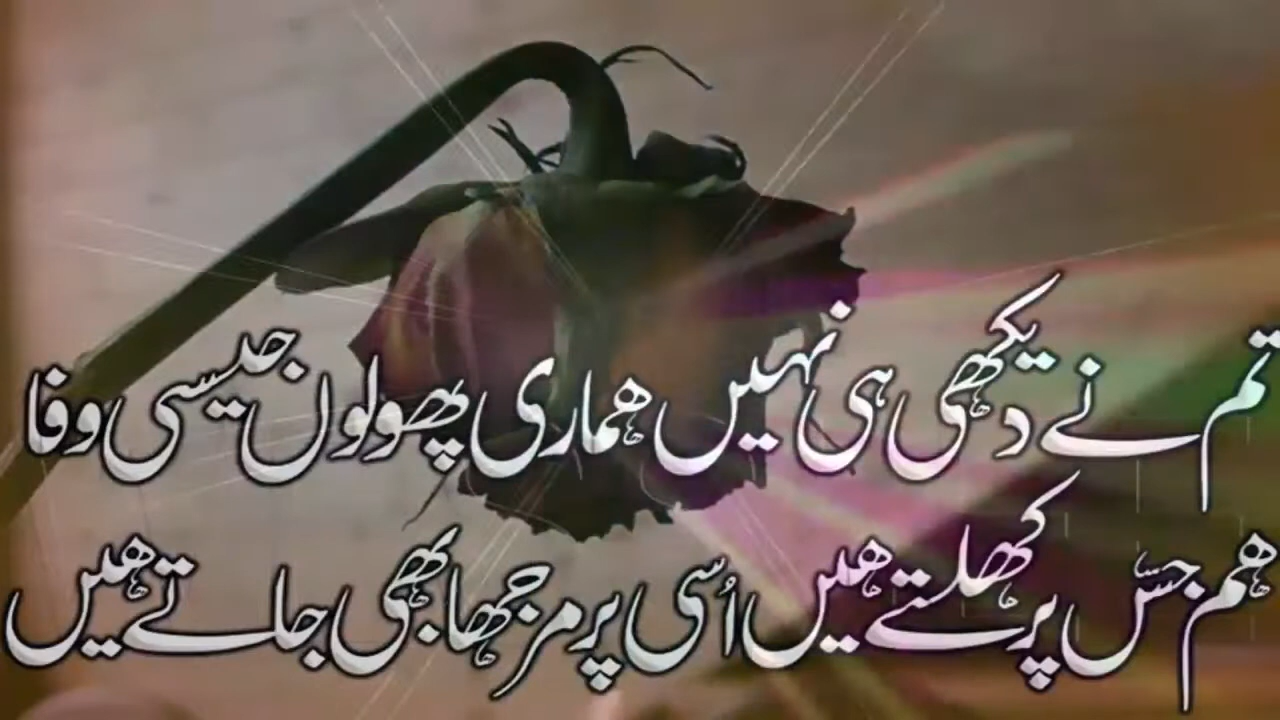 تم نے دیکھی ہی نہیں ہماری پھولوں جیسی وفا
ہم جس پر کھلتے ہیں اُسی پر مرجھا بھی جاتے ہیں